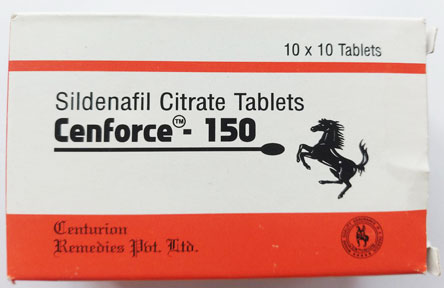 10 x 10 Tablets
Sildenafil Citrate Tablets
Cenforce™- 150
Centurion
Remedies Pvt. Ltd.